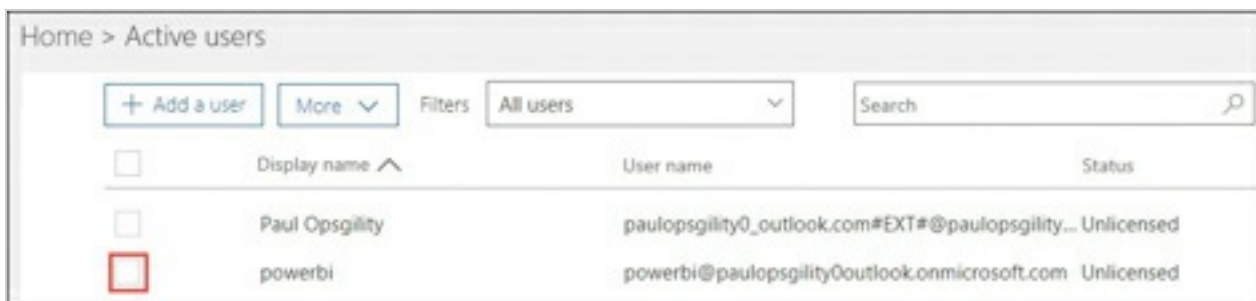 Home > Active users
+ Add a user More Filters All users Search
Display name User name Status
Paul Opsgility paulopsgility0_outlook.com#EXT#@paulopsgility... Unlicensed
powerbi powerbi@paulopsgility0outlook.onmicrosoft.com Unlicensed